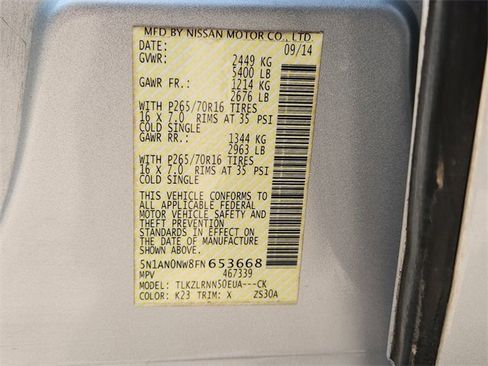 MFD BY NISSAN MOTOR CO., LTD.
DATE: 09/14
GVWR: 2449 KG
5400 LB
GAWR FR.: 1214 KG
2676 LB
WITH P265/70R16 TIRES
16 X 7.0 RIMS AT 35 PSI
COLD SINGLE
GAWR RR.: 1344 KG
2963 LB
WITH P265/70R16 TIRES
16 X 7.0 RIMS AT 35 PSI
COLD SINGLE
THIS VEHICLE CONFORMS TO
ALL APPLICABLE FEDERAL
MOTOR VEHICLE SAFETY AND
THEFT PREVENTION
STANDARDS IN EFFECT ON
THE DATE OF MANUFACTURE
SHOWN ABOVE.
5N1AN0NW8FN653668
MPV 467339
MODEL: TLKZLRNN50EUA---CK
COLOR: K23 TRIM: X ZS30A